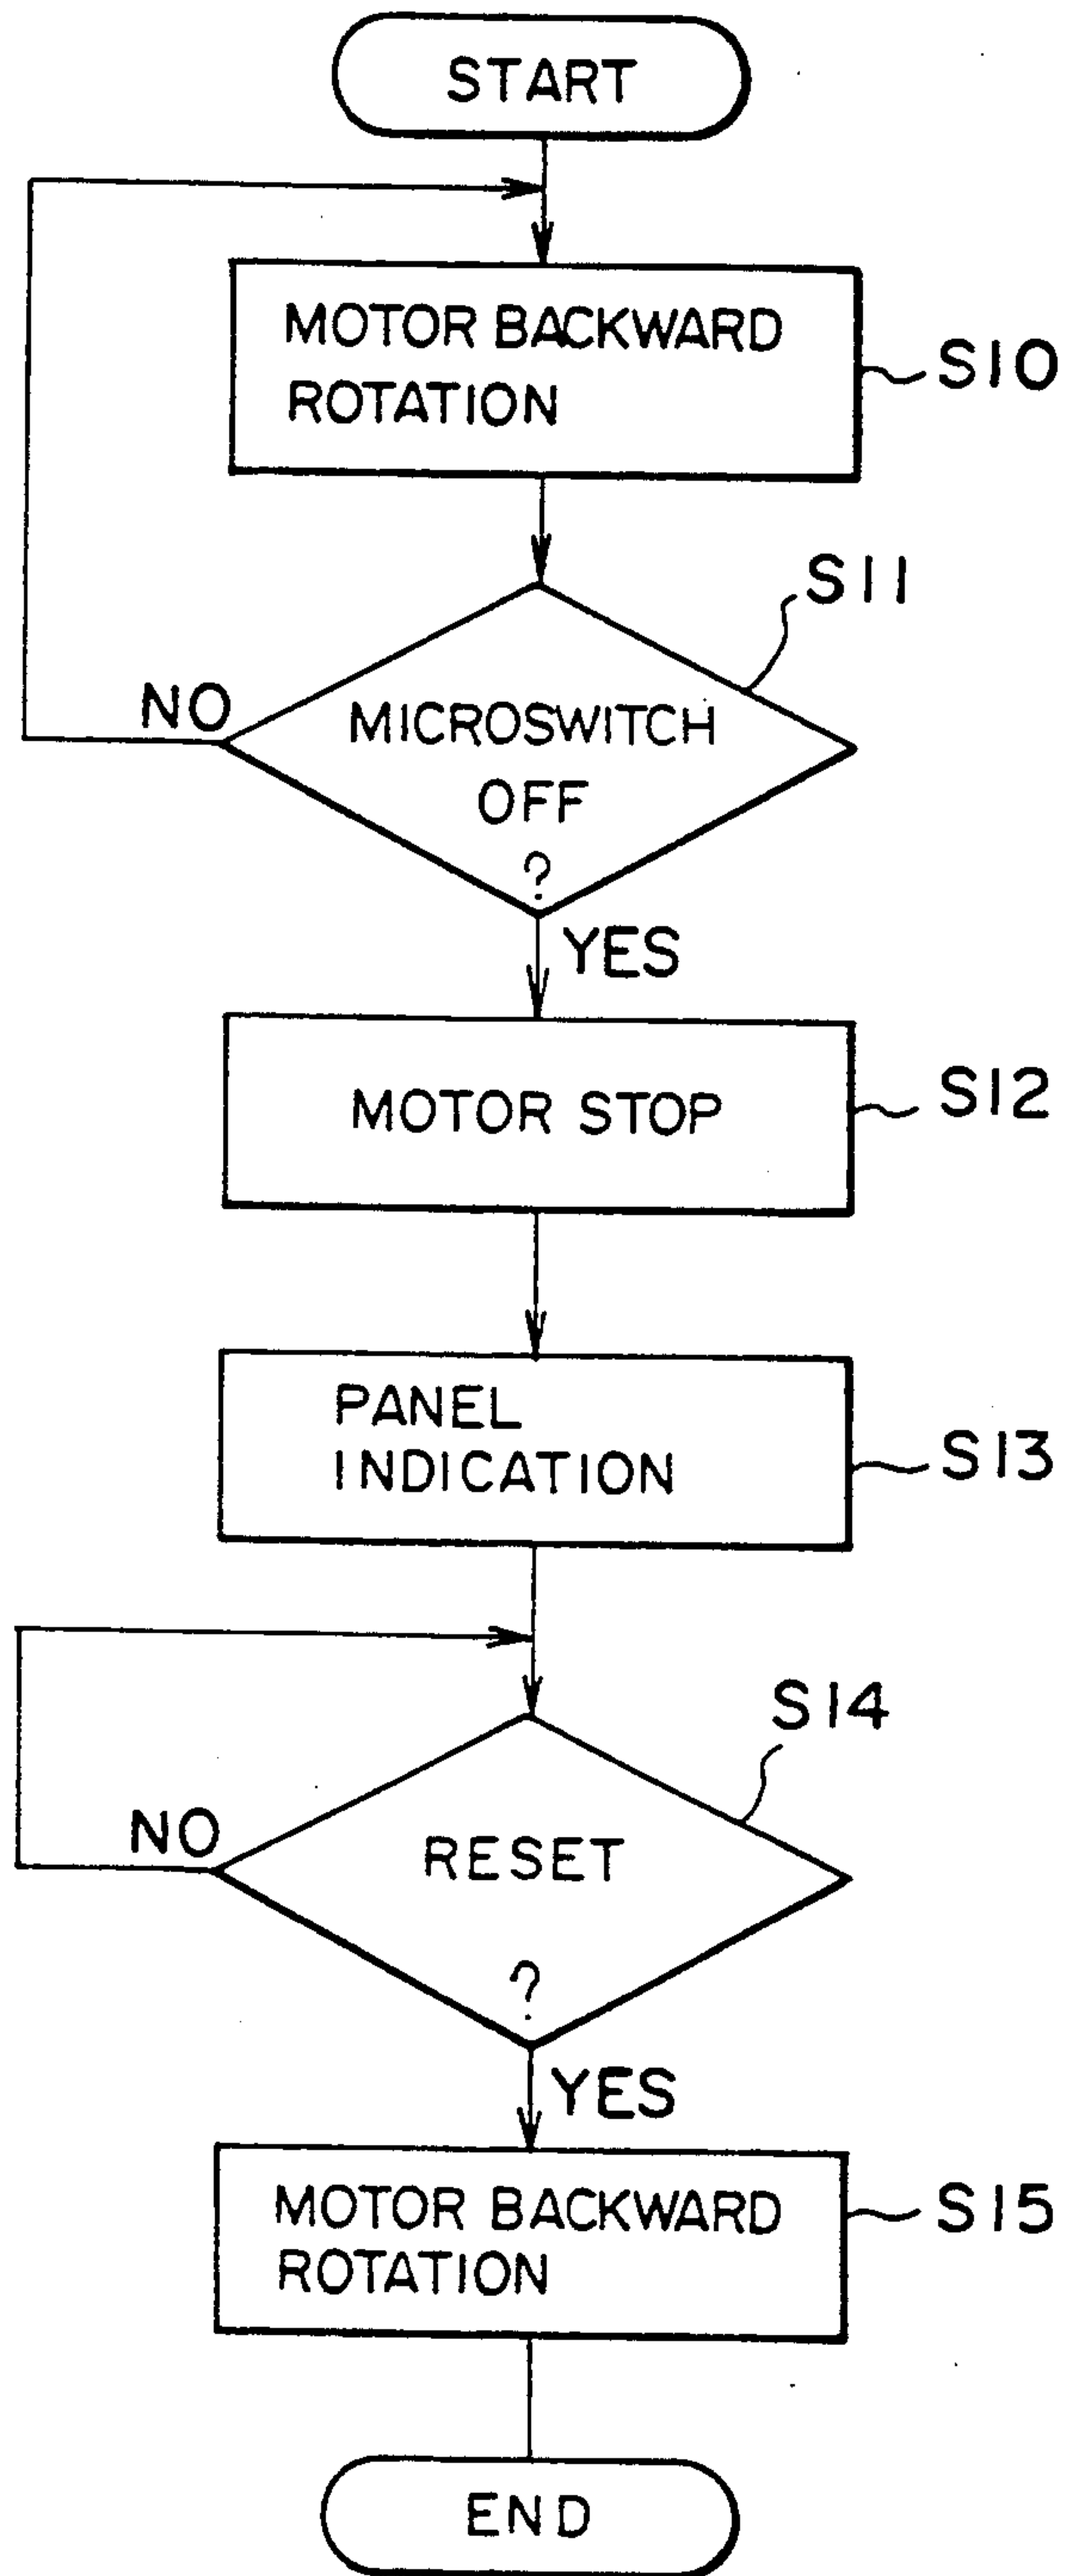 START
MOTOR BACKWARD
ROTATION
S10
S11
NO
MICROSWITCH
OFF
?
YES
MOTOR STOP
S12
PANEL
INDICATION
S13
S14
NO
RESET
?
YES
MOTOR BACKWARD
ROTATION
S15
END